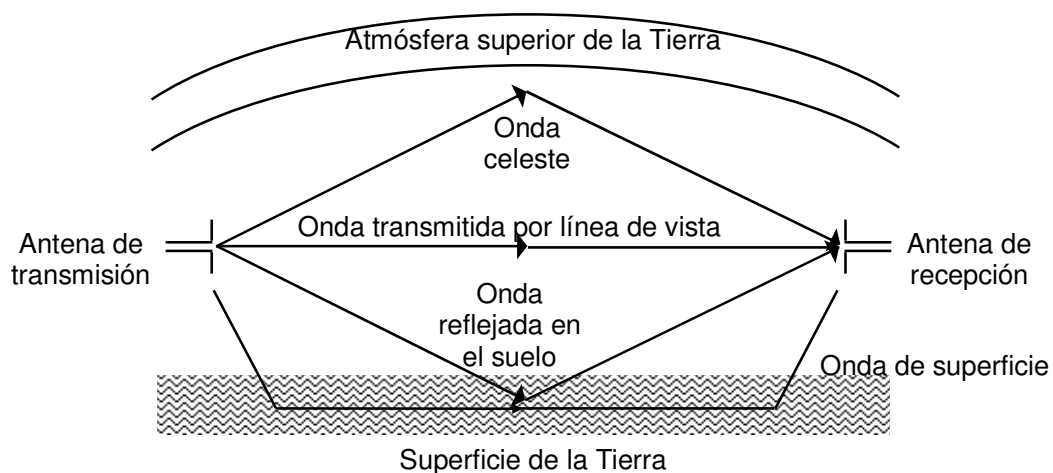 Atmósfera superior de la Tierra
Onda
celeste
Onda transmitida por línea de vista
Antena de
transmisión
Antena de
recepción
Onda
reflejada en
el suelo
Onda de superficie
Superficie de la Tierra